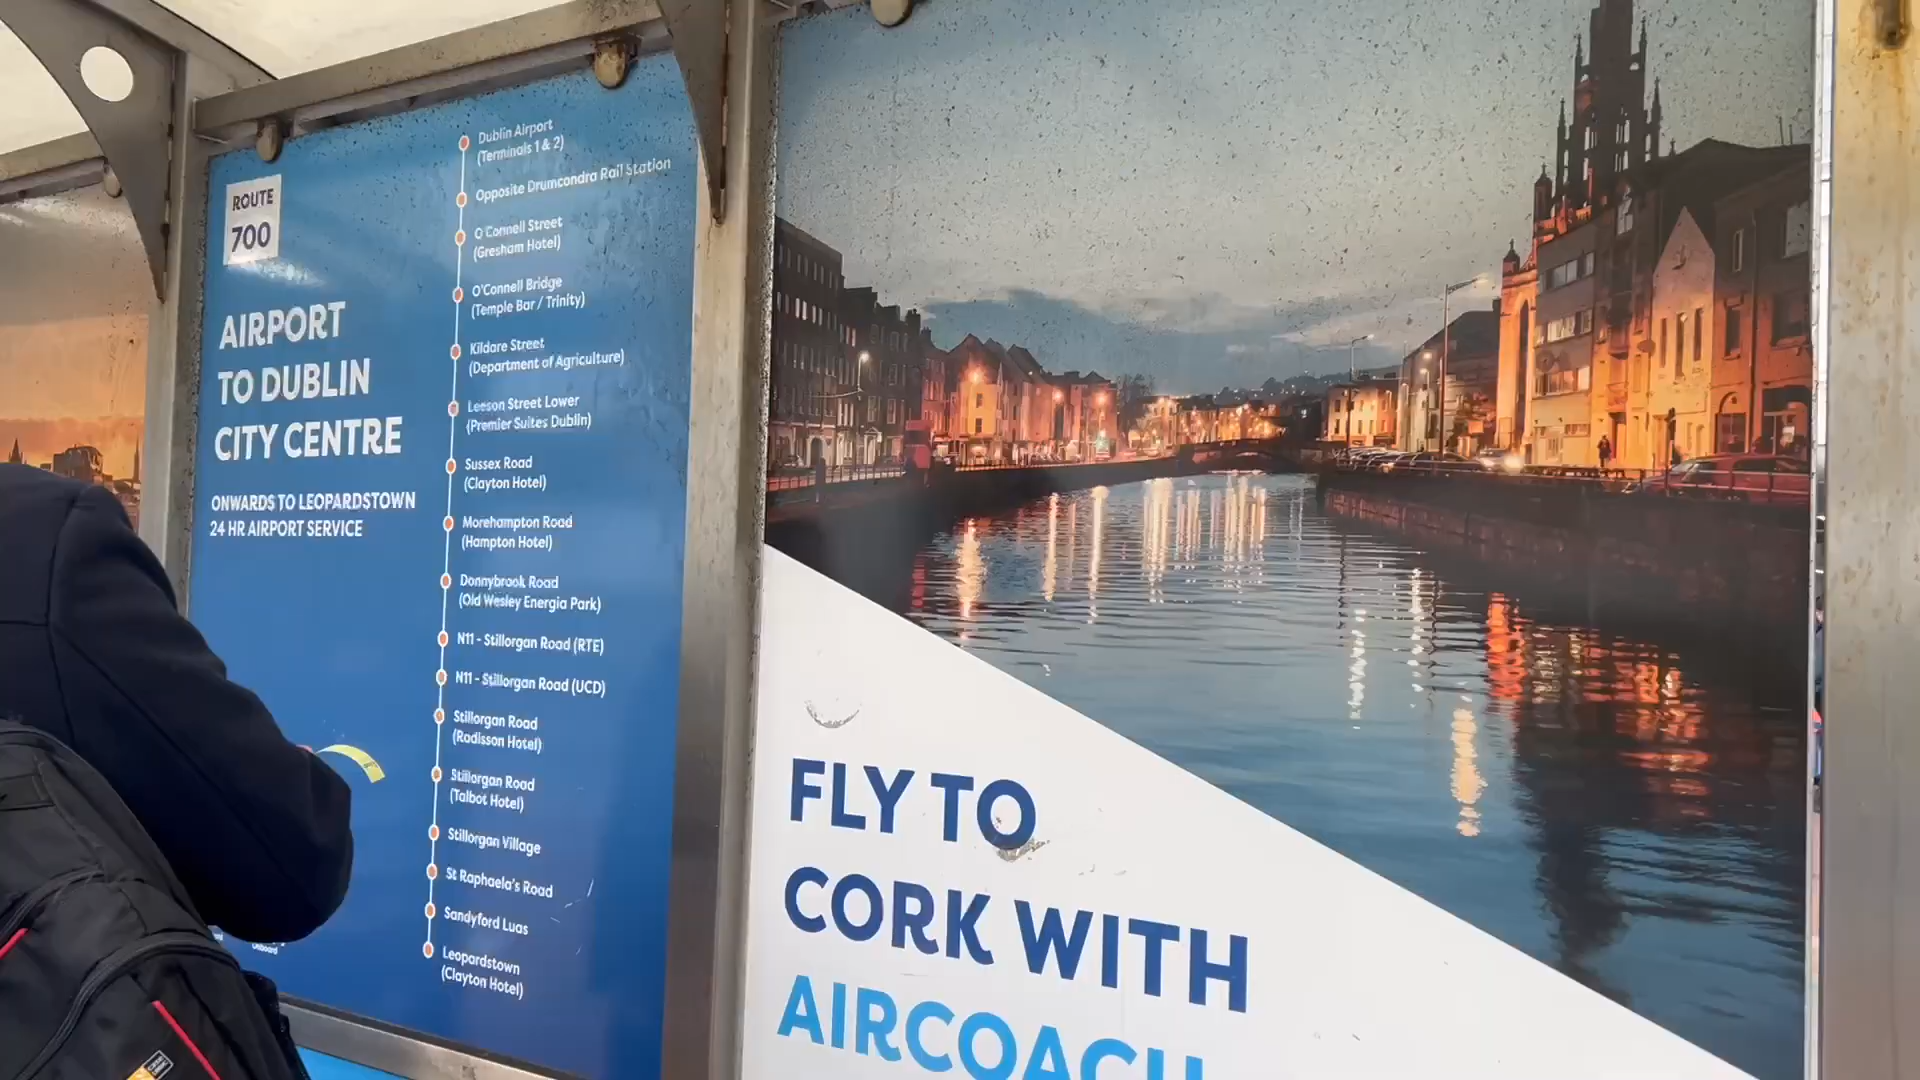 ROUTE
700
AIRPORT
TO DUBLIN
CITY CENTRE
ONWARDS TO LEOPARDSTOWN
24 HR AIRPORT SERVICE
Dublin Airport
(Terminals 1 & 2)
Opposite Drumcondra Rail Station
O'Connell Street
(Gresham Hotel)
O'Connell Bridge
(Temple Bar / Trinity)
Kildare Street
(Department of Agriculture)
Leeson Street Lower
(Premier Suites Dublin)
Sussex Road
(Clayton Hotel)
Morehampton Road
(Hampton Hotel)
Donnybrook Road
(Old Wesley Energia Park)
N11 - Stillorgan Road (RTE)
N11 - Stillorgan Road (UCD)
Stillorgan Road
(Radisson Hotel)
Stillorgan Road
(Talbot Hotel)
Stillorgan Village
St Raphaela's Road
Sandyford Luas
Leopardstown
(Clayton Hotel)
Onboard
FLY TO
CORK WITH
AIRCOACH